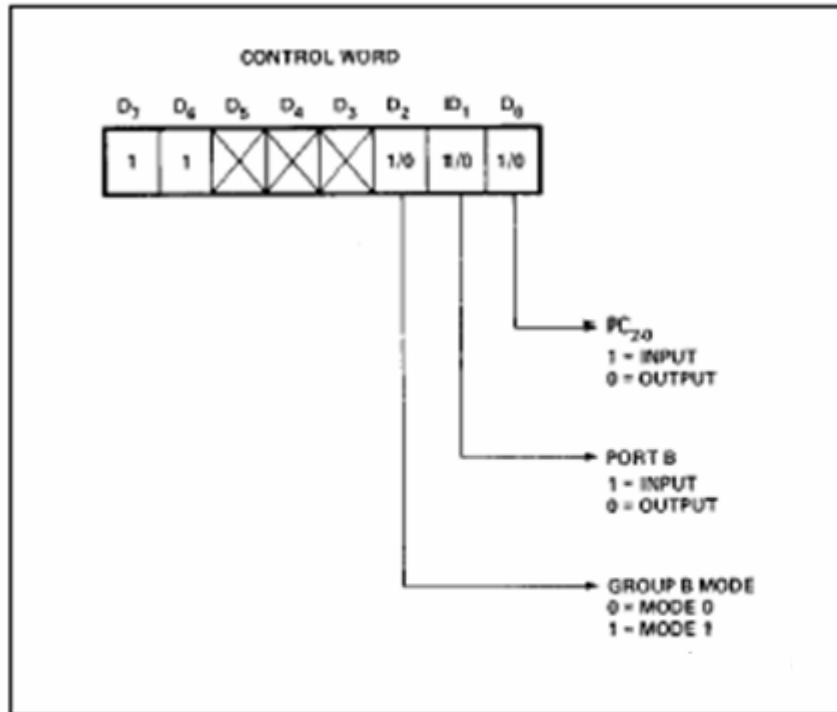 CONTROL WORD
D7 D6 D5 D4 D3 D2 D1 D0
1 1 1/0 1/0 1/0
PC2-0
1 = INPUT
0 = OUTPUT
PORT B
1 = INPUT
0 = OUTPUT
GROUP B MODE
0 = MODE 0
1 = MODE 1